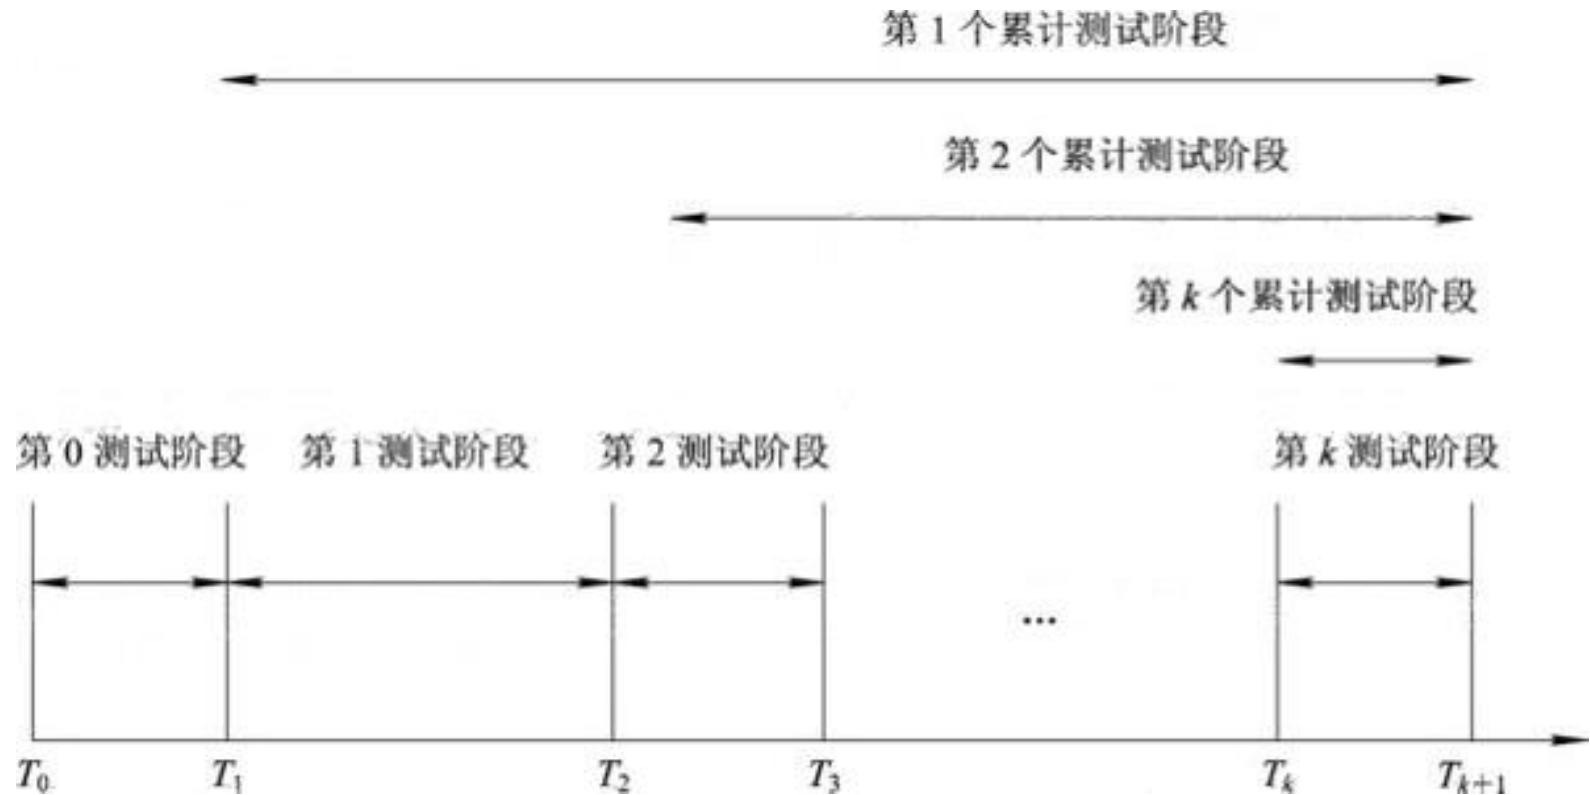 第 1 个累计测试阶段
第 2 个累计测试阶段
第 k 个累计测试阶段
第 0 测试阶段 第 1 测试阶段 第 2 测试阶段 第 k 测试阶段
...
T0 T1 T2 T3 Tk Tk+1